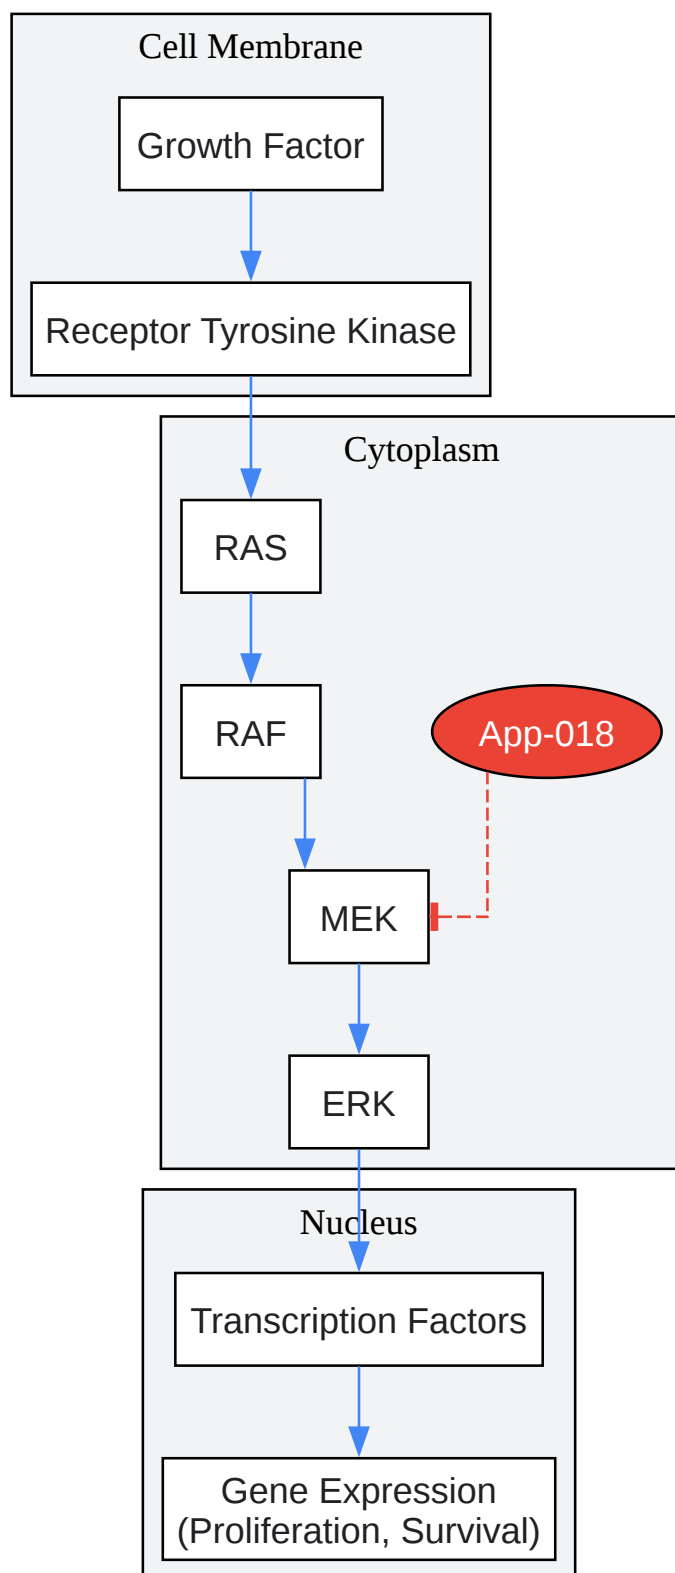 Cell Membrane
Growth Factor
Receptor Tyrosine Kinase
Cytoplasm
RAS
RAF
App-018
MEK
ERK
Nucleus
Transcription Factors
Gene Expression
(Proliferation, Survival)